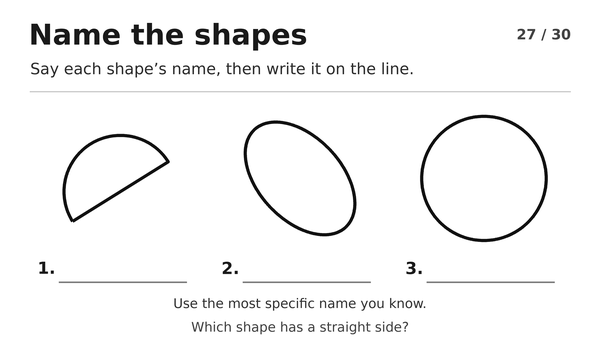 Name the shapes
27 / 30
Say each shape’s name, then write it on the line.
1.
2.
3.
Use the most specific name you know.
Which shape has a straight side?